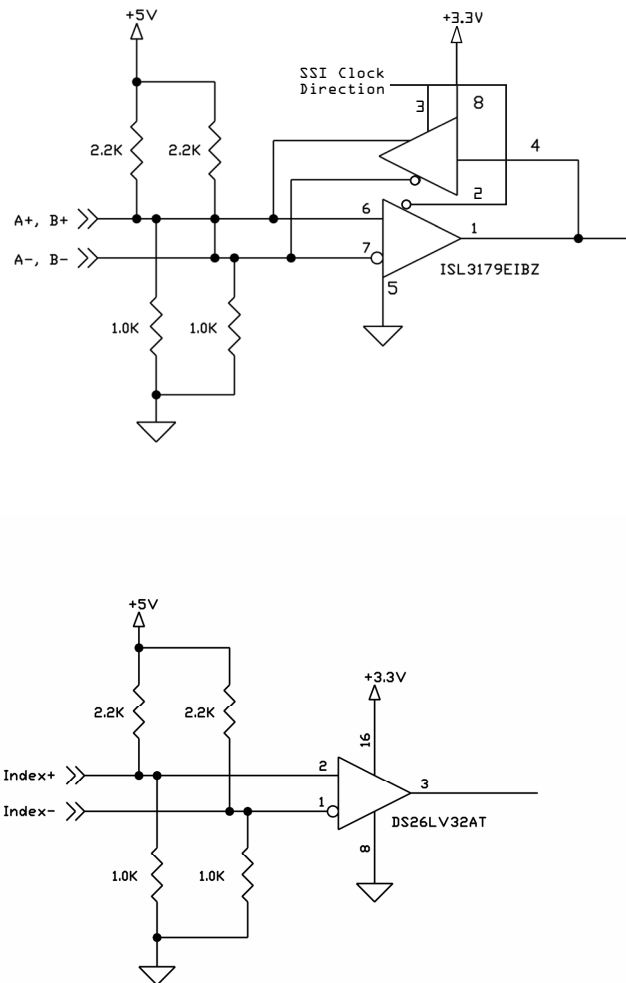 +5V
+3.3V
SSI Clock
Direction
3
8
2.2K
2.2K
4
2
A+, B+
6
1
A-, B-
7
ISL3179EIBZ
5
1.0K
1.0K
+5V
+3.3V
2.2K
2.2K
16
Index+
2
3
Index-
1
DS26LV32AT
8
1.0K
1.0K